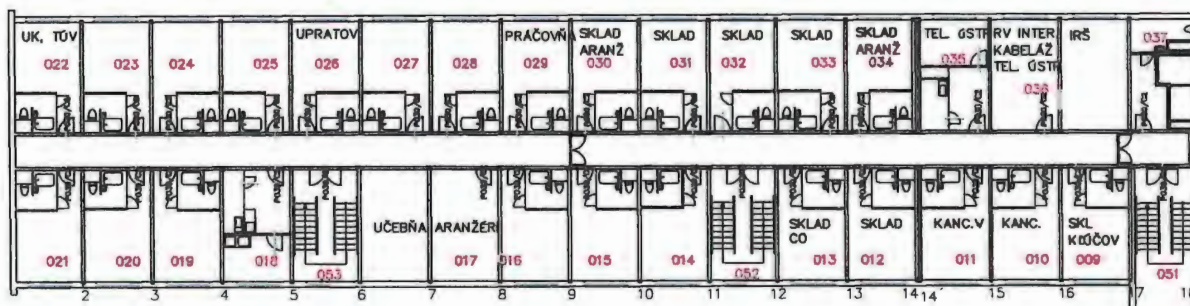 UK, TÚV
UPRATOV
PRÁČOVŇA
SKLAD
ARANŽ
SKLAD
SKLAD
SKLAD
SKLAD
ARANŽ
TEL. ÚSTR
RV INTER.
KABELÁŽ
TEL. ÚSTR
IRŠ
037
022
023
024
025
026
027
028
029
030
031
032
033
034
035
036
UČEBŇA ARANŽÉR
SKLAD
CO
SKLAD
KANC.V
KANC.
SKL
KĽÚČOV
021
020
019
018
053
017
016
015
014
052
013
012
011
010
009
051
2
3
4
5
6
7
8
9
10
11
12
13
14
14´
15
16
17
18